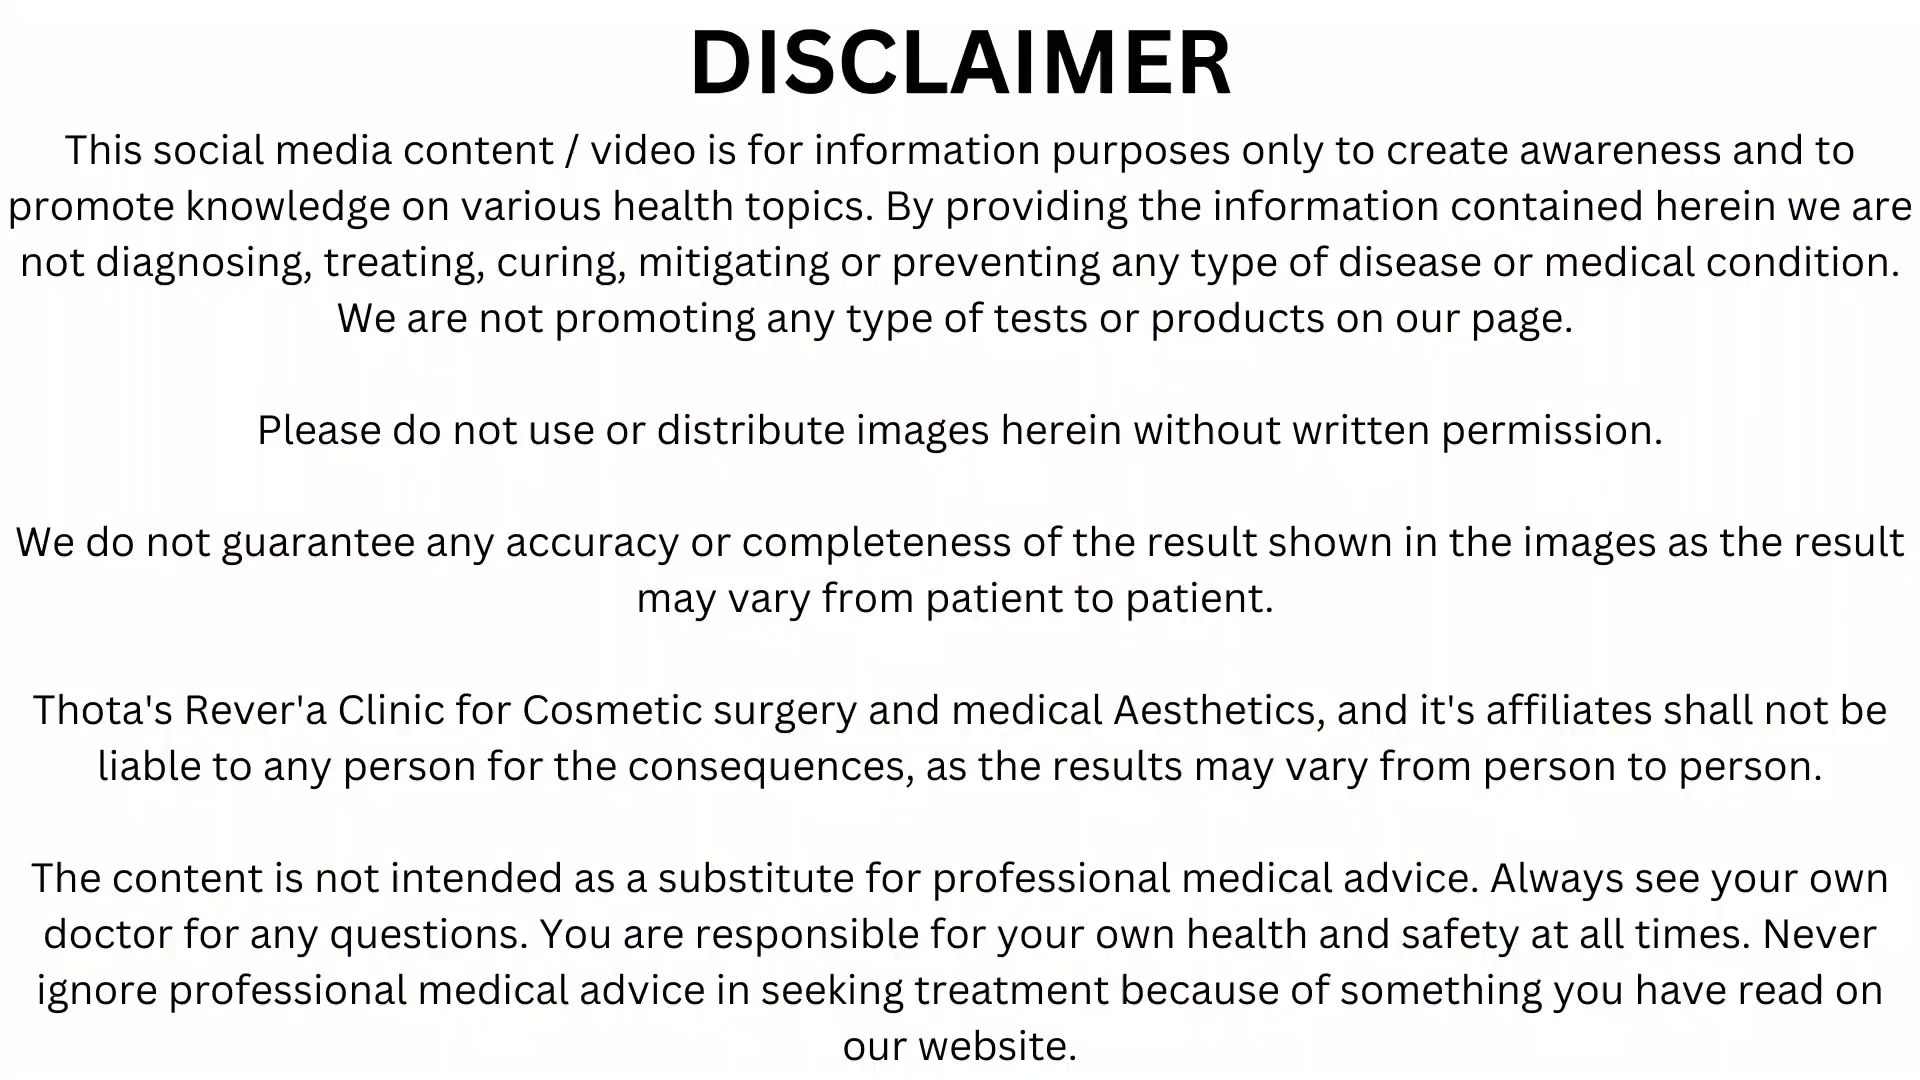 DISCLAIMER
This social media content / video is for information purposes only to create awareness and to
promote knowledge on various health topics. By providing the information contained herein we are
not diagnosing, treating, curing, mitigating or preventing any type of disease or medical condition.
We are not promoting any type of tests or products on our page.
Please do not use or distribute images herein without written permission.
We do not guarantee any accuracy or completeness of the result shown in the images as the result
may vary from patient to patient.
Thota's Rever'a Clinic for Cosmetic surgery and medical Aesthetics, and it's affiliates shall not be
liable to any person for the consequences, as the results may vary from person to person.
The content is not intended as a substitute for professional medical advice. Always see your own
doctor for any questions. You are responsible for your own health and safety at all times. Never
ignore professional medical advice in seeking treatment because of something you have read on
our website.